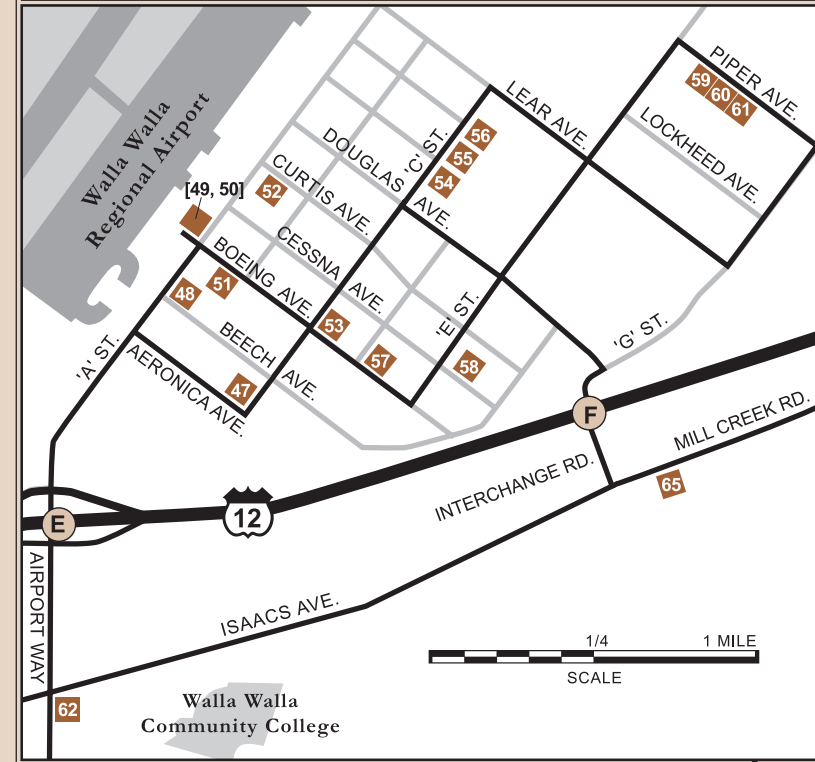 PIPER AVE.
59
60
61
LEAR AVE.
LOCKHEED AVE.
Walla Walla
Regional Airport
DOUGLAS
AVE.
'C' ST.
56
55
54
[49, 50]
52
CURTIS AVE.
CESSNA AVE.
BOEING AVE.
48
51
53
57
'E' ST.
58
'G' ST.
'A' ST.
BEECH AVE.
AERONICA AVE.
47
F
MILL CREEK RD.
INTERCHANGE RD.
65
E
12
AIRPORT WAY
ISAACS AVE.
1/4
1 MILE
SCALE
62
Walla Walla
Community College